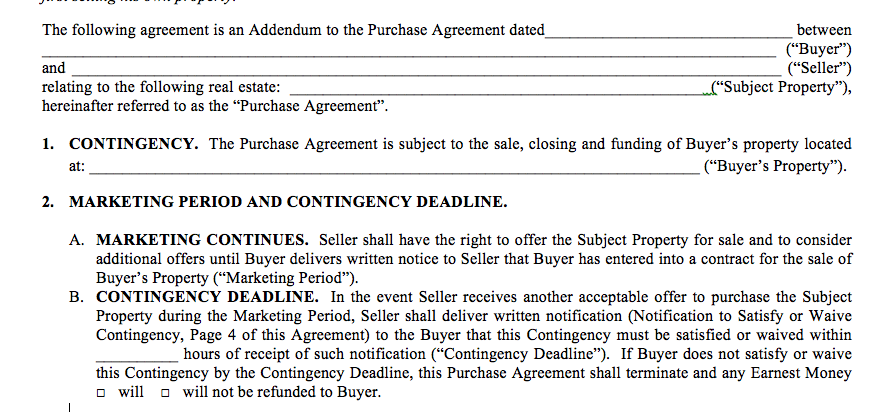 The following agreement is an Addendum to the Purchase Agreement dated______________________________ between
_____________________________________________________________________________________________ (“Buyer”)
and _________________________________________________________________________________________ (“Seller”)
relating to the following real estate: ____________________________________________________(“Subject Property”),
hereinafter referred to as the “Purchase Agreement”.
1. CONTINGENCY. The Purchase Agreement is subject to the sale, closing and funding of Buyer’s property located
at: _____________________________________________________________________________ (“Buyer’s Property”).
2. MARKETING PERIOD AND CONTINGENCY DEADLINE.
A. MARKETING CONTINUES. Seller shall have the right to offer the Subject Property for sale and to consider
additional offers until Buyer delivers written notice to Seller that Buyer has entered into a contract for the sale of
Buyer’s Property (“Marketing Period”).
B. CONTINGENCY DEADLINE. In the event Seller receives another acceptable offer to purchase the Subject
Property during the Marketing Period, Seller shall deliver written notification (Notification to Satisfy or Waive
Contingency, Page 4 of this Agreement) to the Buyer that this Contingency must be satisfied or waived within
__________ hours of receipt of such notification (“Contingency Deadline”). If Buyer does not satisfy or waive
this Contingency by the Contingency Deadline, this Purchase Agreement shall terminate and any Earnest Money
□ will □ will not be refunded to Buyer.